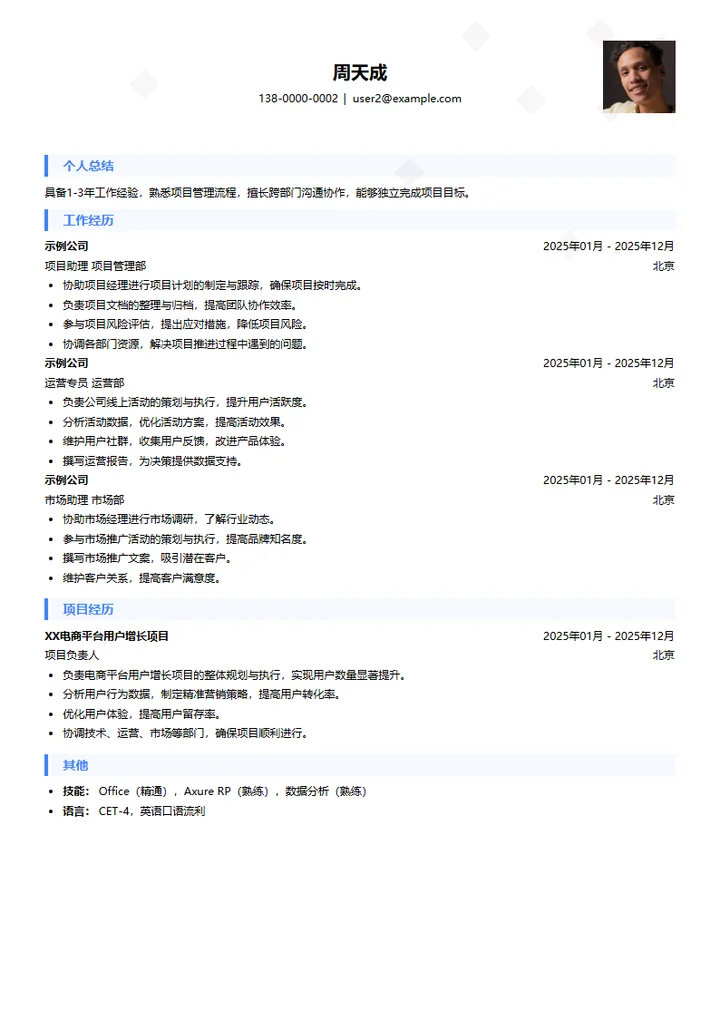 周天成
138-0000-0002 | user2@example.com
个人总结
具备1-3年工作经验，熟悉项目管理流程，擅长跨部门沟通协作，能够独立完成项目目标。
工作经历
示例公司 2025年01月 - 2025年12月
项目助理 项目管理部 北京
• 协助项目经理进行项目计划的制定与跟踪，确保项目按时完成。
• 负责项目文档的整理与归档，提高团队协作效率。
• 参与项目风险评估，提出应对措施，降低项目风险。
• 协调各部门资源，解决项目推进过程中遇到的问题。
示例公司 2025年01月 - 2025年12月
运营专员 运营部 北京
• 负责公司线上活动的策划与执行，提升用户活跃度。
• 分析活动数据，优化活动方案，提高活动效果。
• 维护用户社群，收集用户反馈，改进产品体验。
• 撰写运营报告，为决策提供数据支持。
示例公司 2025年01月 - 2025年12月
市场助理 市场部 北京
• 协助市场经理进行市场调研，了解行业动态。
• 参与市场推广活动的策划与执行，提高品牌知名度。
• 撰写市场推广文案，吸引潜在客户。
• 维护客户关系，提高客户满意度。
项目经历
XX电商平台用户增长项目 2025年01月 - 2025年12月
项目负责人 北京
• 负责电商平台用户增长项目的整体规划与执行，实现用户数量显著提升。
• 分析用户行为数据，制定精准营销策略，提高用户转化率。
• 优化用户体验，提高用户留存率。
• 协调技术、运营、市场等部门，确保项目顺利进行。
其他
• 技能： Office（精通）, Axure RP（熟练）, 数据分析（熟练）
• 语言： CET-4，英语口语流利